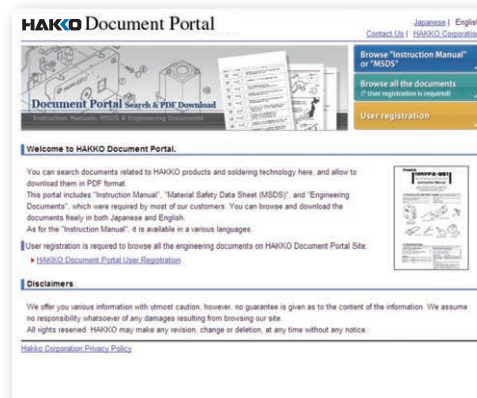 HAKKO Document Portal
Japanese | English
Contact Us | HAKKO Corporation
Document Portal Search & PDF Download
Instruction Manuals, MSDS & Engineering Documents
Browse "Instruction Manual"
or "MSDS"
Browse all the documents
(* User registration is required)
User registration
Welcome to HAKKO Document Portal.
You can search documents related to HAKKO products and soldering technology here, and allow to
download them in PDF format.
This portal includes "Instruction Manual", "Material Safety Data Sheet (MSDS)", and "Engineering
Documents", which were required by most of our customers. You can browse and download the
documents freely in both Japanese and English.
As for the "Instruction Manual", it is available in a various languages.
User registration is required to browse all the engineering documents on HAKKO Document Portal Site.
HAKKO Document Portal User Registration
Disclaimers
We offer you various information with utmost caution, however, no guarantee is given as to the content of the information. We assume
no responsibility whatsoever of any damages resulting from browsing our site.
All rights reserved. HAKKO may make any revision, change or deletion, at any time without any notice.
Hakko Corporation Privacy Policy